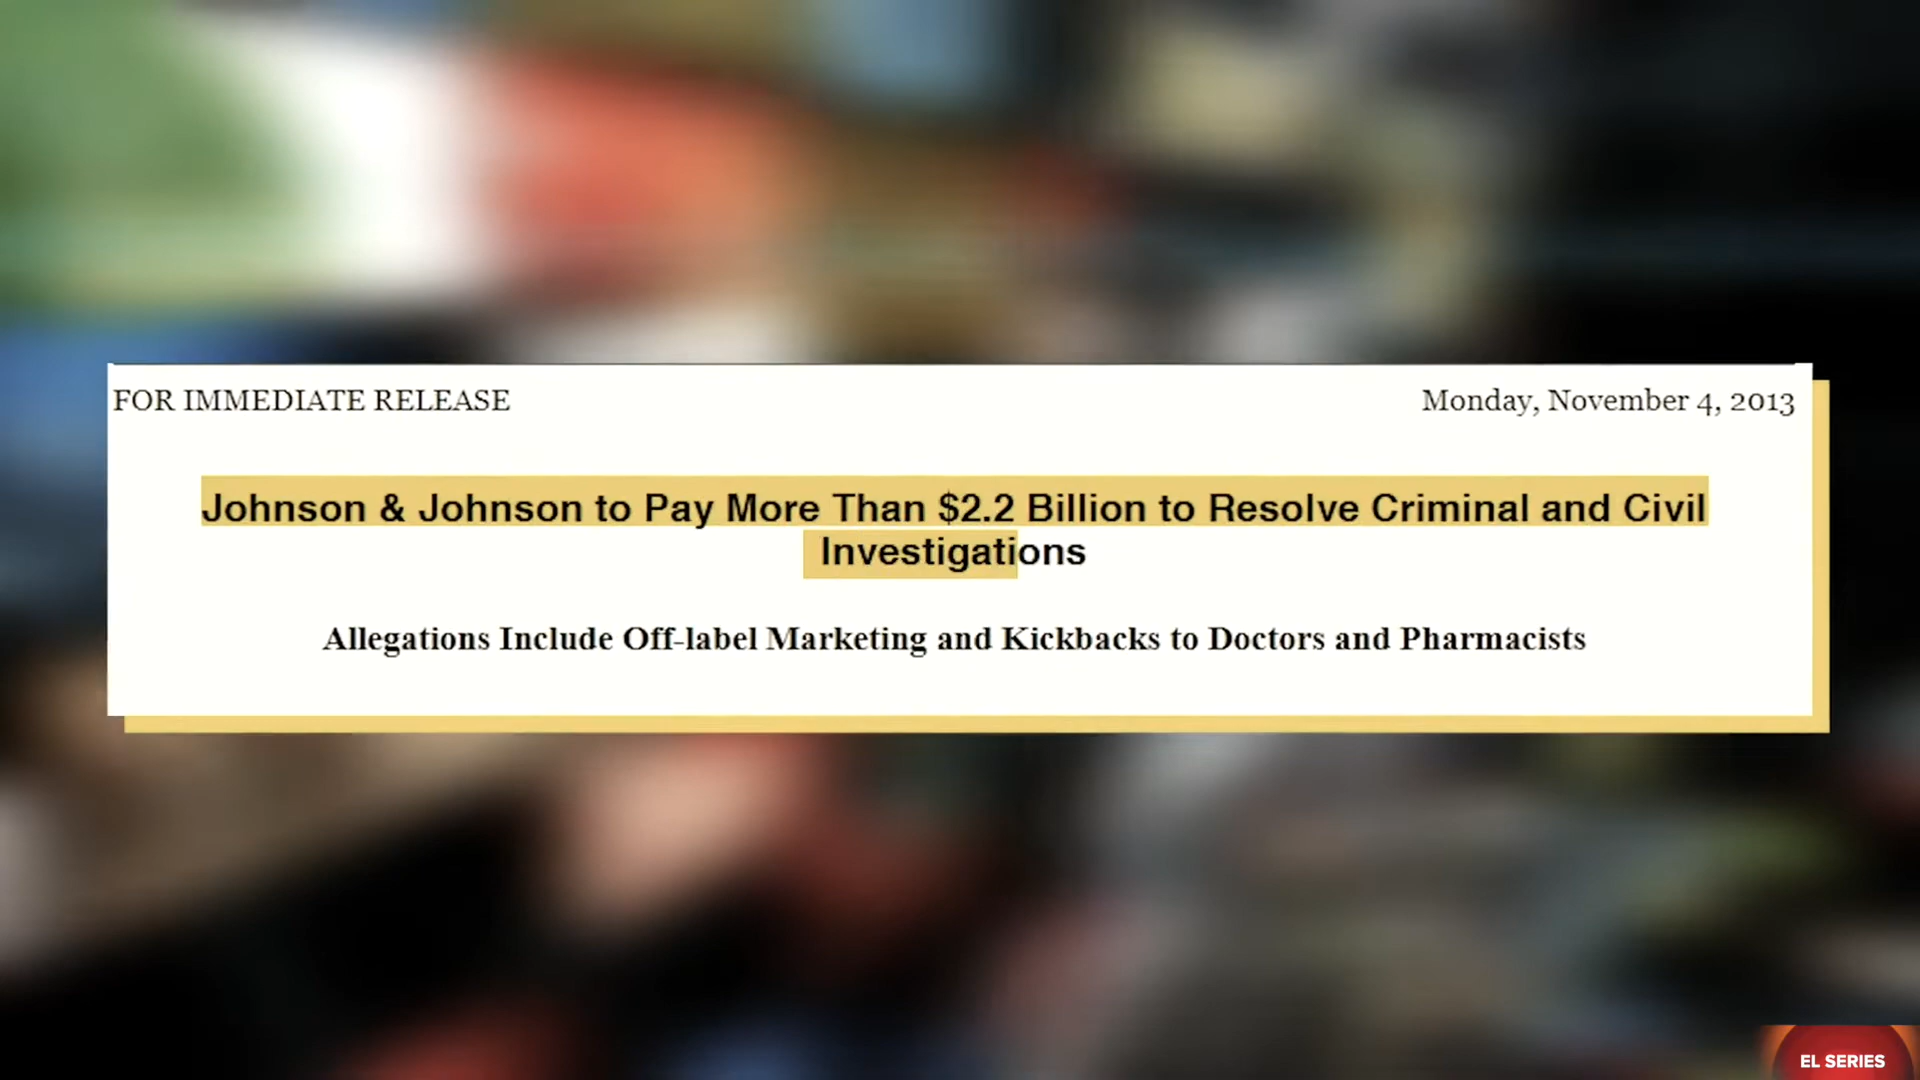 FOR IMMEDIATE RELEASE
Monday, November 4, 2013
Johnson & Johnson to Pay More Than $2.2 Billion to Resolve Criminal and Civil
Investigations
Allegations Include Off-label Marketing and Kickbacks to Doctors and Pharmacists
EL SERIES